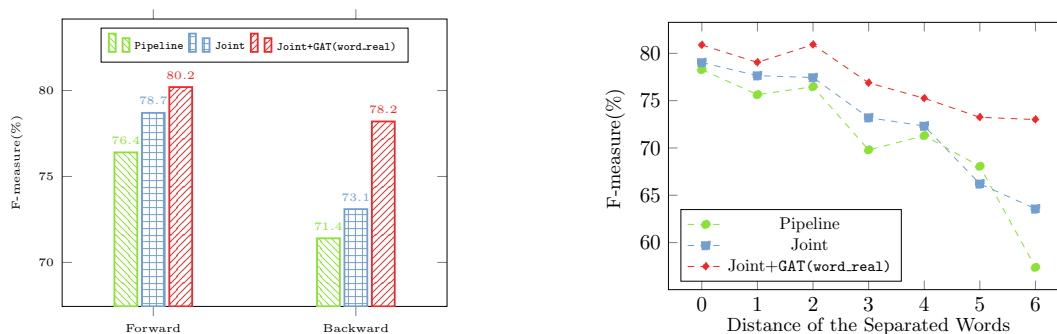 Pipeline Joint Joint+GAT(word_real)
F-measure(%)
80
75
70
76.4
78.7
80.2
71.4
73.1
78.2
Forward Backward
F-measure(%)
80
75
70
65
60
Pipeline
Joint
Joint+GAT(word_real)
0 1 2 3 4 5 6
Distance of the Separated Words